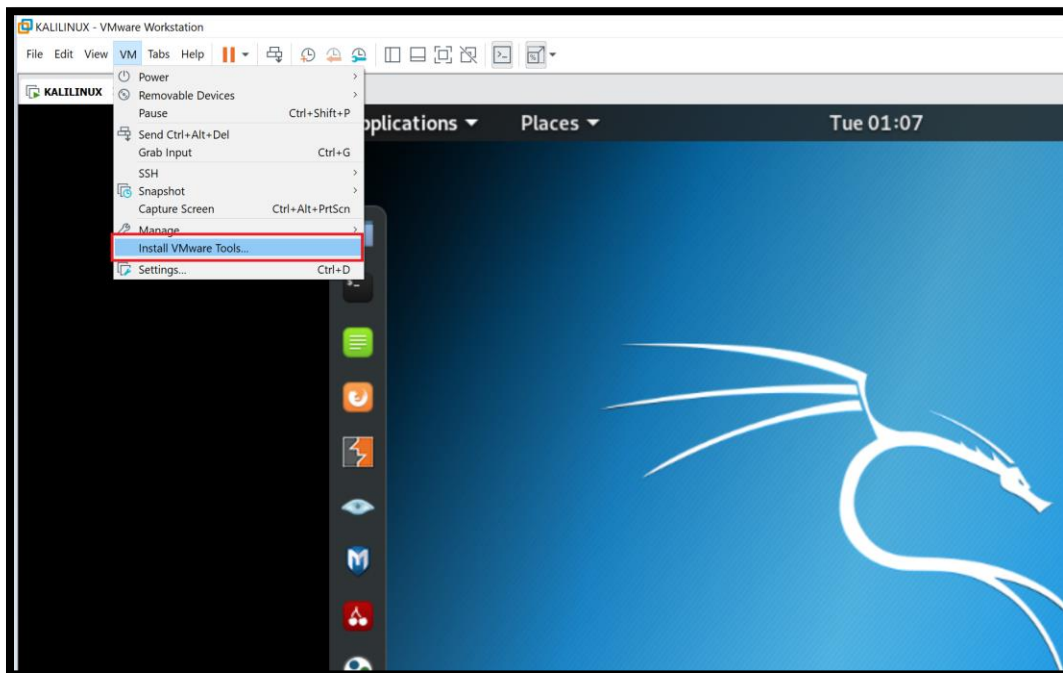 KALILINUX - VMware Workstation
File Edit View VM Tabs Help
KALILINUX
Power
Removable Devices
Pause Ctrl+Shift+P
Send Ctrl+Alt+Del
Grab Input Ctrl+G
SSH
Snapshot
Capture Screen Ctrl+Alt+PrtScn
Manage
Install VMware Tools...
Settings... Ctrl+D
pplications Places Tue 01:07